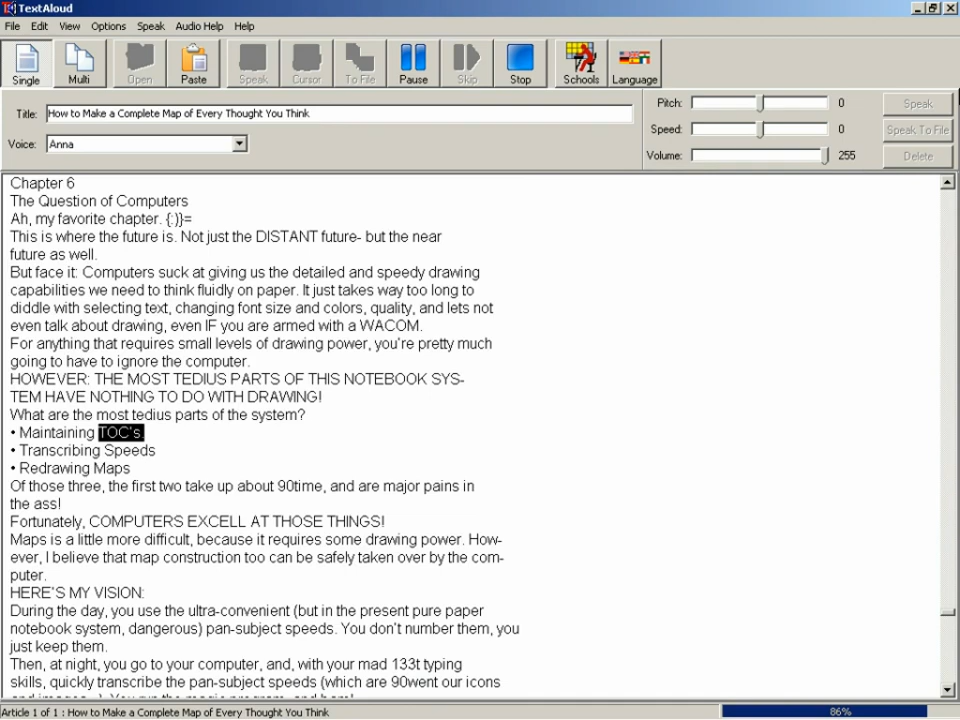 TextAloud
File Edit View Options Speak Audio Help Help
Single Multi Open Paste Speak Cursor To File Pause Skip Stop Schools Language
Title: How to Make a Complete Map of Every Thought You Think
Voice: Anna
Pitch: 0 Speak
Speed: 0 Speak To File
Volume: 255 Delete
Chapter 6
The Question of Computers
Ah, my favorite chapter. {:)}=
This is where the future is. Not just the DISTANT future- but the near
future as well.
But face it: Computers suck at giving us the detailed and speedy drawing
capabilities we need to think fluidly on paper. It just takes way too long to
diddle with selecting text, changing font size and colors, quality, and lets not
even talk about drawing, even IF you are armed with a WACOM.
For anything that requires small levels of drawing power, you're pretty much
going to have to ignore the computer.
HOWEVER: THE MOST TEDIUS PARTS OF THIS NOTEBOOK SYS-
TEM HAVE NOTHING TO DO WITH DRAWING!
What are the most tedius parts of the system?
• Maintaining TOC's.
• Transcribing Speeds
• Redrawing Maps
Of those three, the first two take up about 90time, and are major pains in
the ass!
Fortunately, COMPUTERS EXCELL AT THOSE THINGS!
Maps is a little more difficult, because it requires some drawing power. How-
ever, I believe that map construction too can be safely taken over by the com-
puter.
HERE'S MY VISION:
During the day, you use the ultra-convenient (but in the present pure paper
notebook system, dangerous) pan-subject speeds. You don't number them, you
just keep them.
Then, at night, you go to your computer, and, with your mad 133t typing
skills, quickly transcribe the pan-subject speeds (which are 90went our icons
Article 1 of 1 : How to Make a Complete Map of Every Thought You Think
86%